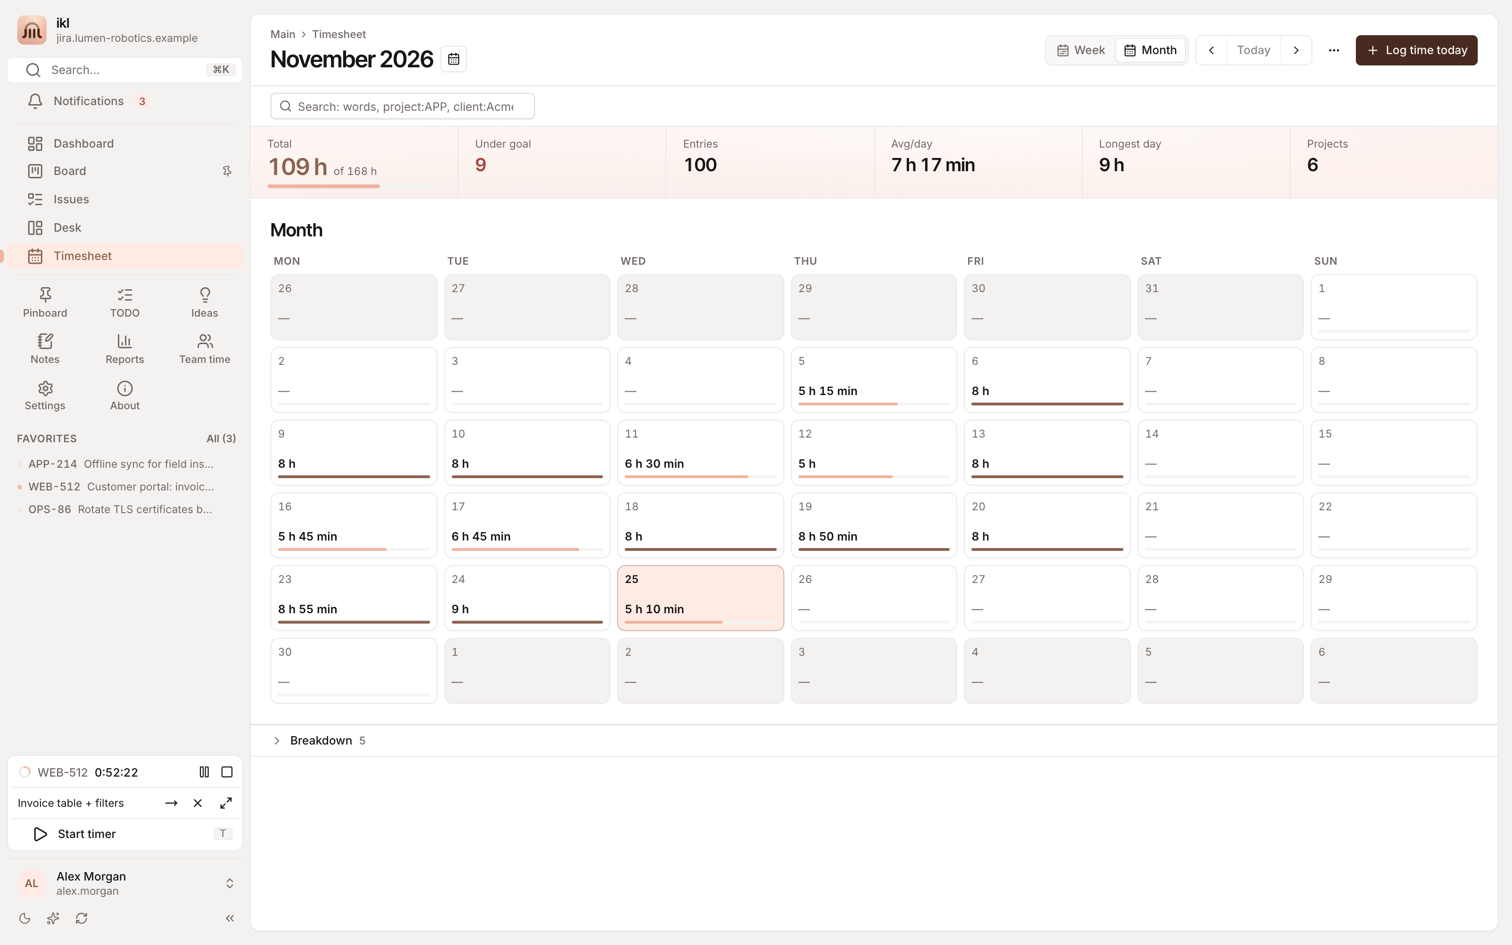 ikl
jira.lumen-robotics.example
Search...
⌘K
Notifications 3
Dashboard
Board
Issues
Desk
Timesheet
Pinboard TODO Ideas
Notes Reports Team time
Settings About
FAVORITES All (3)
APP-214 Offline sync for field ins...
WEB-512 Customer portal: invoic...
OPS-86 Rotate TLS certificates b...
WEB-512 0:52:22
Invoice table + filters
Start timer T
AL
Alex Morgan
alex.morgan
Main > Timesheet
November 2026
Week Month Today ... + Log time today
Search: words, project:APP, client:Acme
Total
109 h of 168 h
Under goal
9
Entries
100
Avg/day
7 h 17 min
Longest day
9 h
Projects
6
Month
MON TUE WED THU FRI SAT SUN
26 27 28 29 30 31 1
— — — — — — —
2 3 4 5 6 7 8
— — — 5 h 15 min 8 h — —
9 10 11 12 13 14 15
8 h 8 h 6 h 30 min 5 h 8 h — —
16 17 18 19 20 21 22
5 h 45 min 6 h 45 min 8 h 8 h 50 min 8 h — —
23 24 25 26 27 28 29
8 h 55 min 9 h 5 h 10 min — — — —
30 1 2 3 4 5 6
— — — — — — —
Breakdown 5